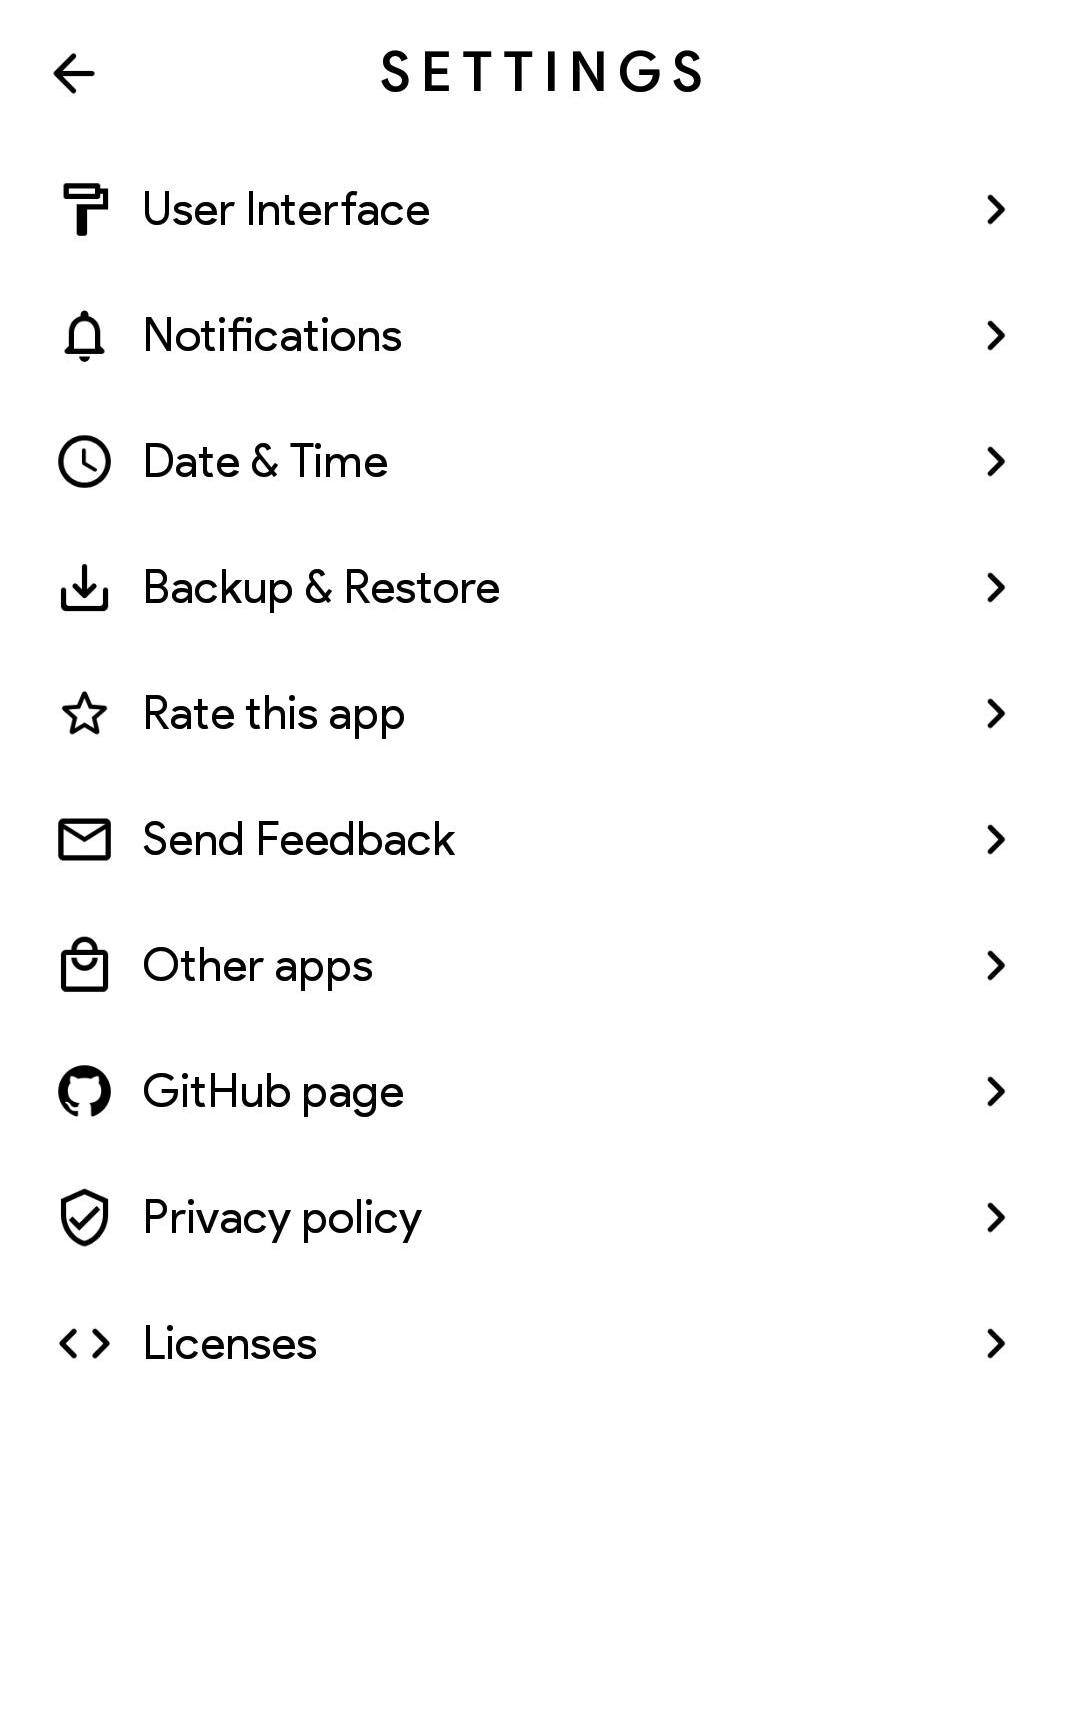 SETTINGS
User Interface
Notifications
Date & Time
Backup & Restore
Rate this app
Send Feedback
Other apps
GitHub page
Privacy policy
Licenses